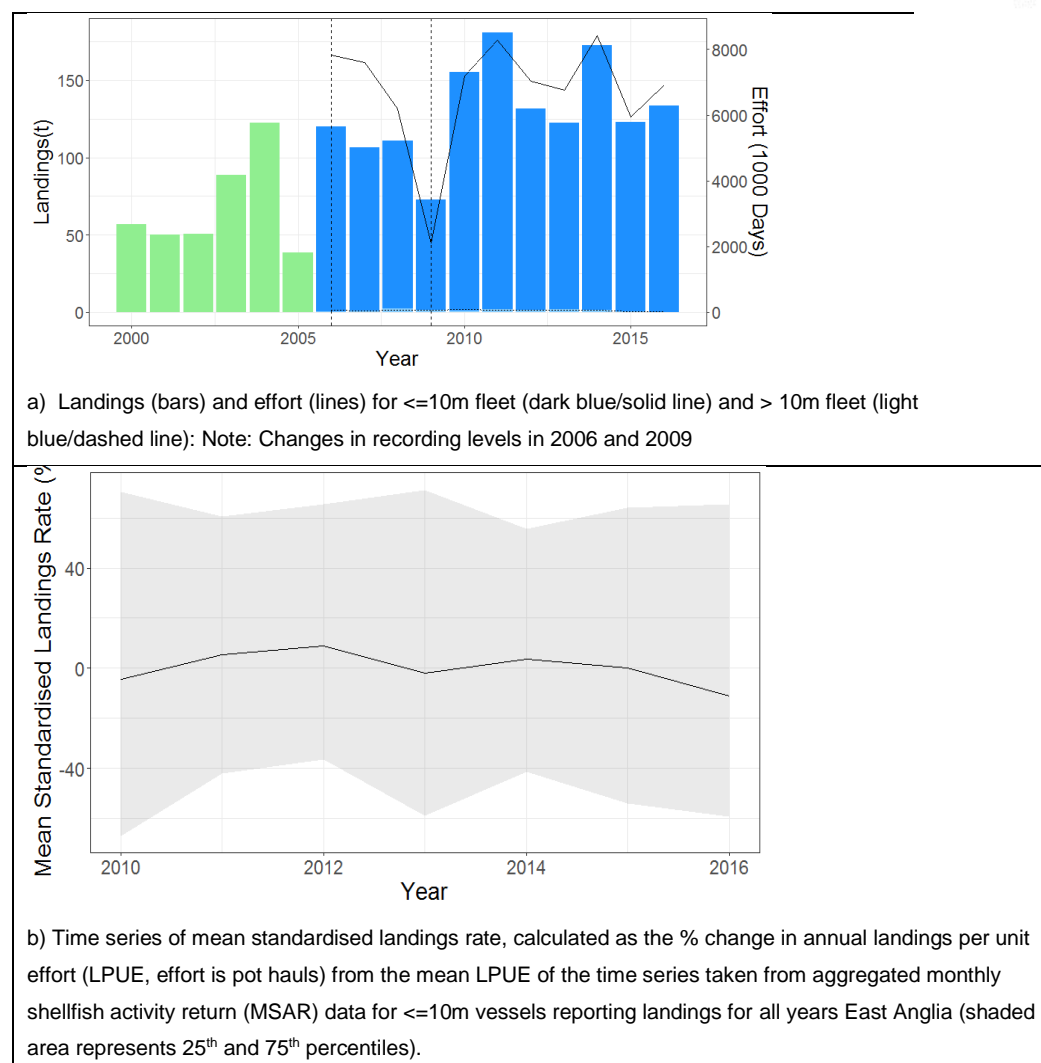 150
100
50
0
Landings(t)
8000
6000
4000
2000
0
Effort (1000 Days)
2000
2005
2010
2015
Year
a) Landings (bars) and effort (lines) for <=10m fleet (dark blue/solid line) and > 10m fleet (light
blue/dashed line): Note: Changes in recording levels in 2006 and 2009
Mean Standardised Landings Rate (%
40
0
-40
2010
2012
2014
2016
Year
b) Time series of mean standardised landings rate, calculated as the % change in annual landings per unit
effort (LPUE, effort is pot hauls) from the mean LPUE of the time series taken from aggregated monthly
shellfish activity return (MSAR) data for <=10m vessels reporting landings for all years East Anglia (shaded
area represents 25th and 75th percentiles).